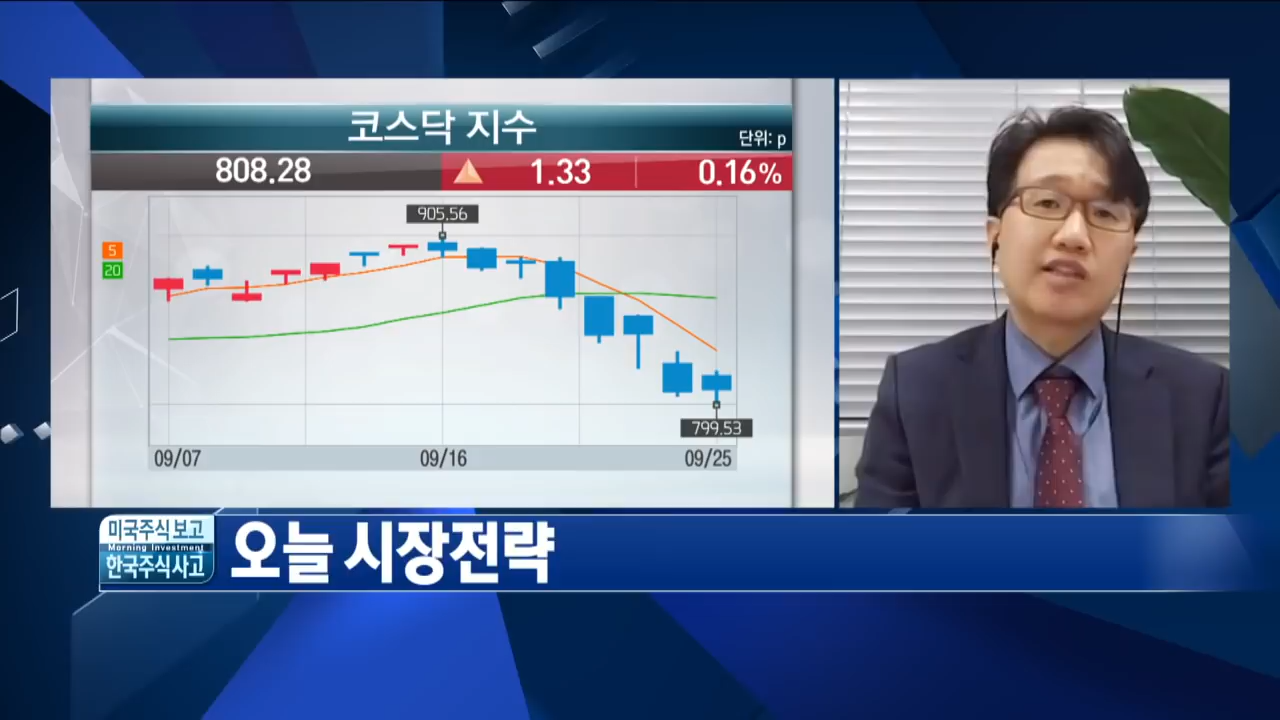 코스닥 지수
단위: p
808.28 ▲ 1.33 0.16%
905.56
5
20
799.53
09/07 09/16 09/25
미국주식 보고
Morning Investment
한국주식 사고
오늘 시장전략